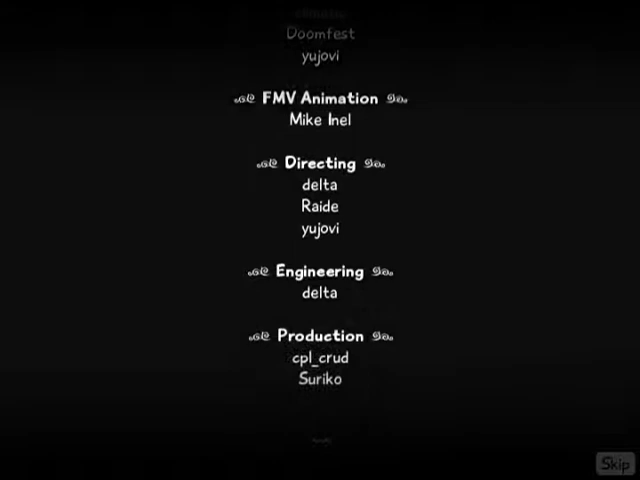 Doomfest
yujovi
FMV Animation
Mike Inel
Directing
delta
Raide
yujovi
Engineering
delta
Production
cpl_crud
Suriko
Skip